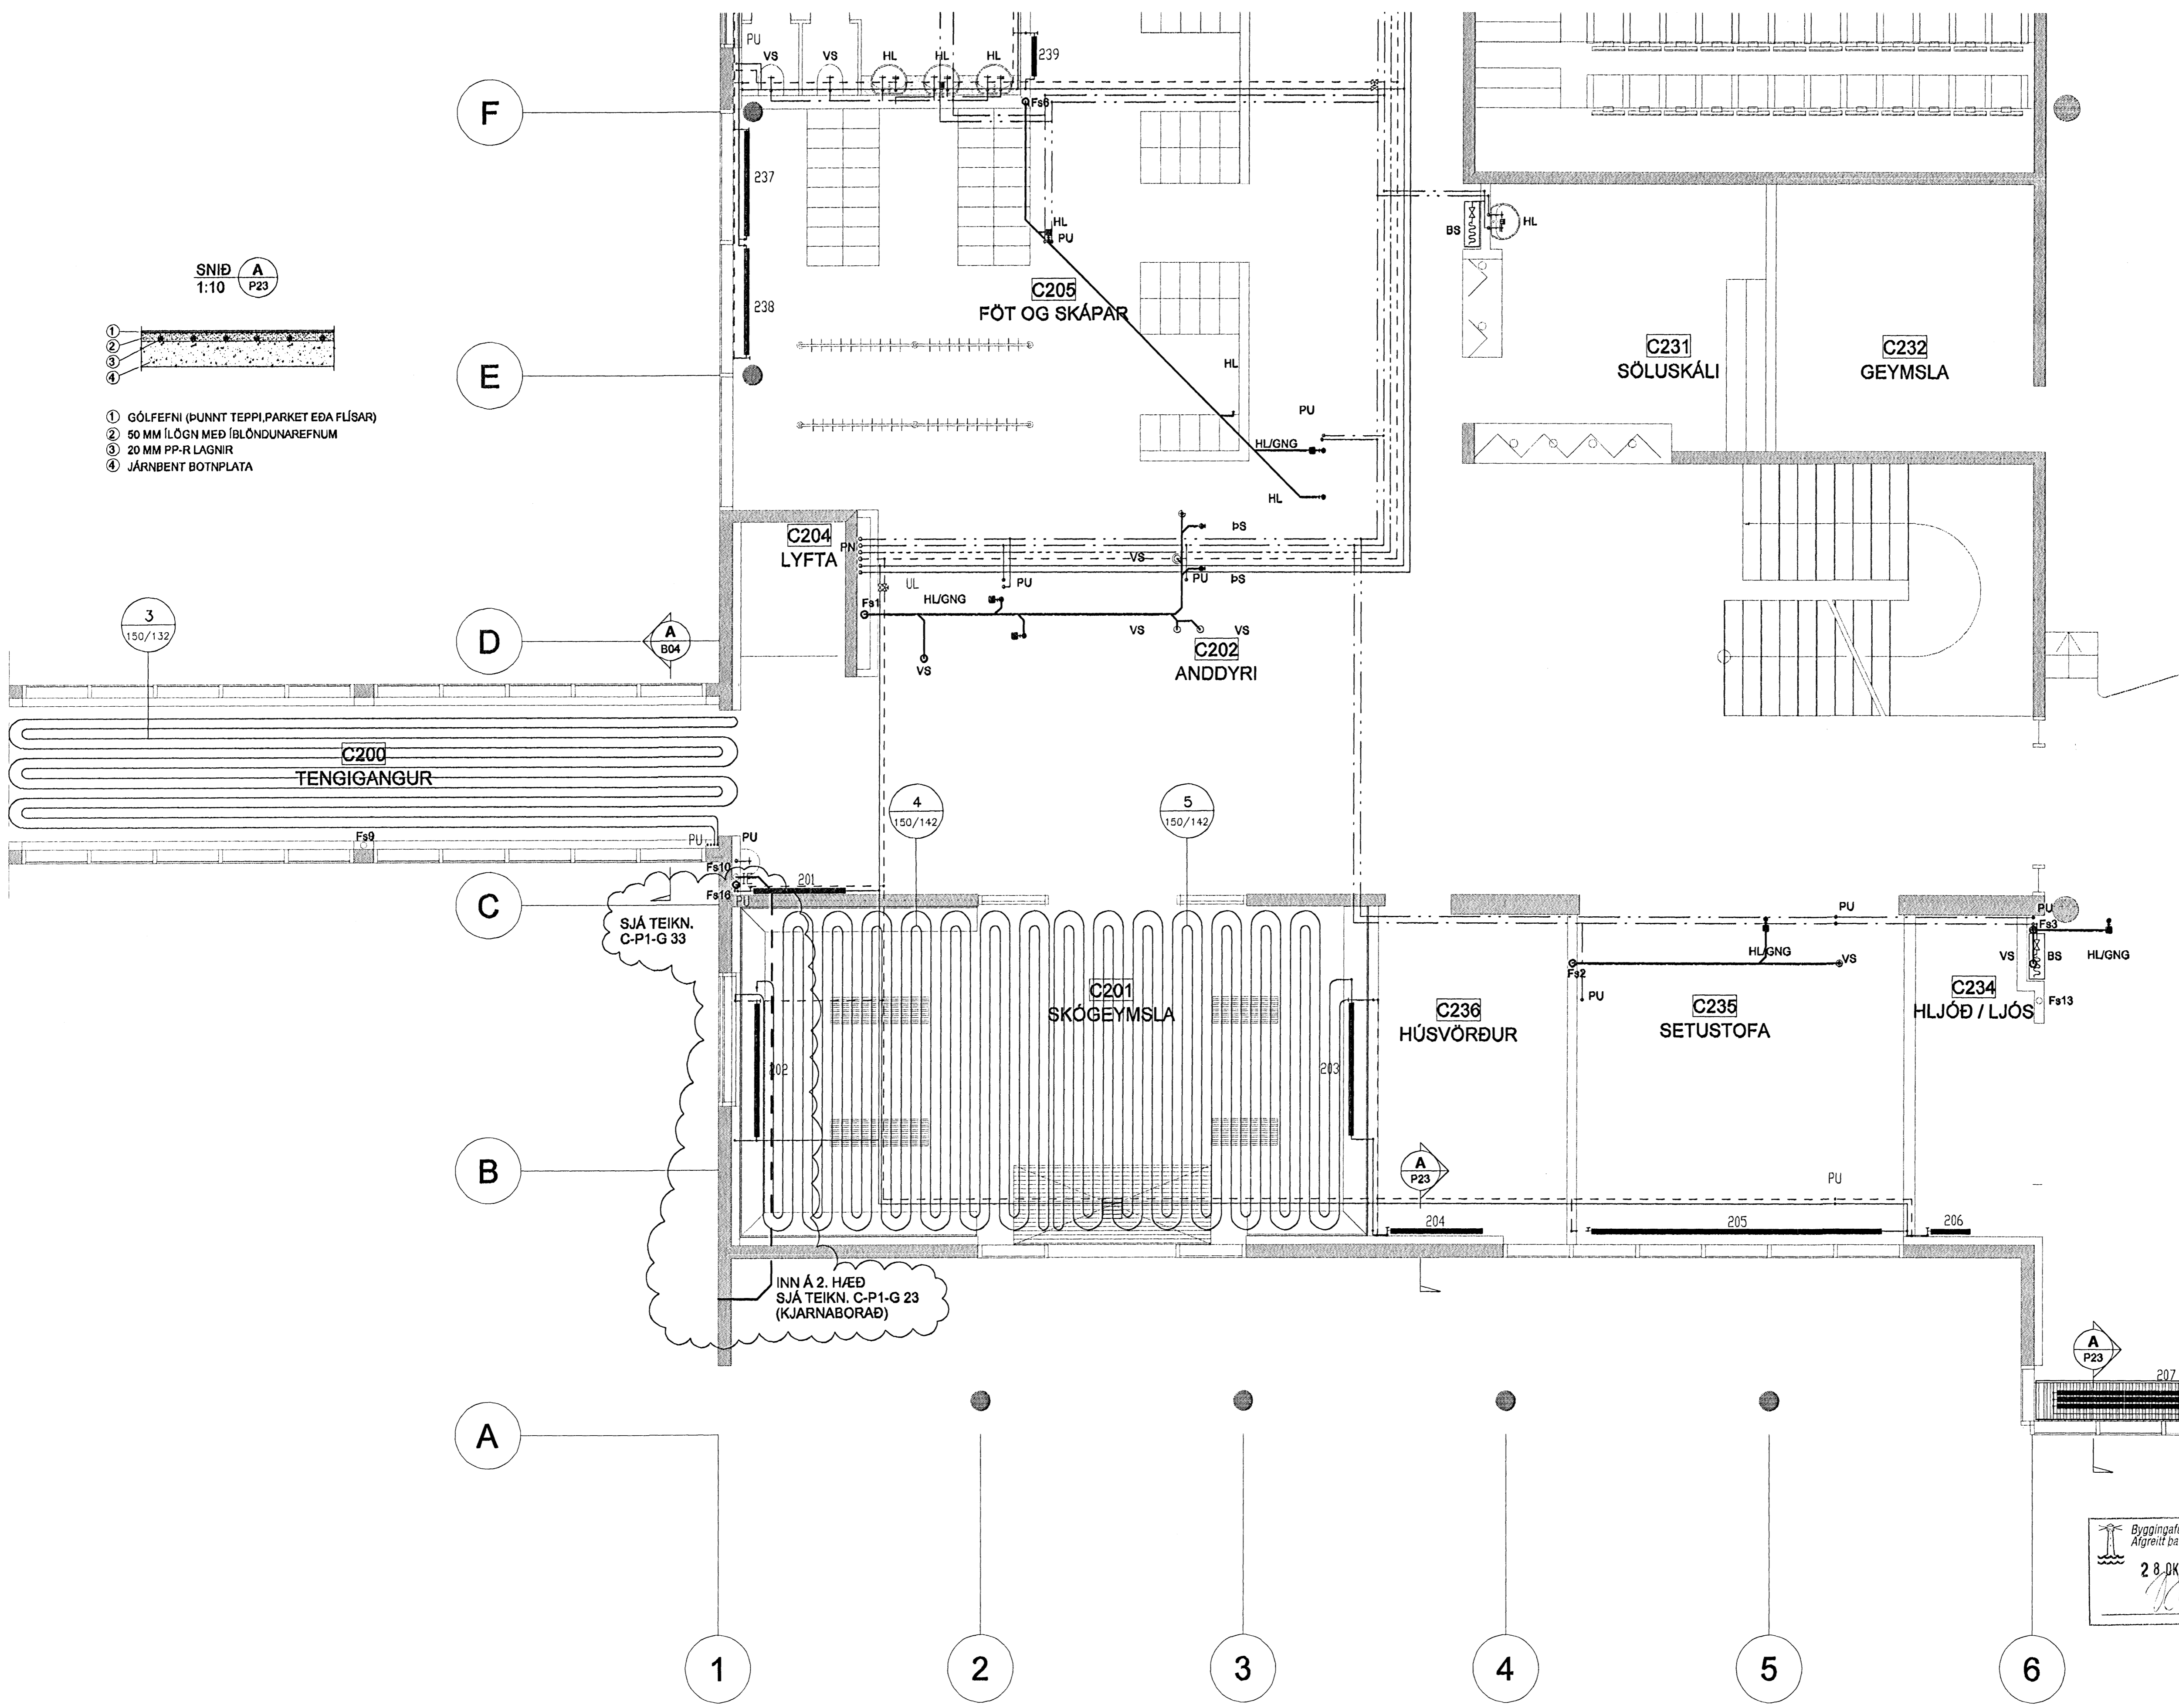 PU
VS
VS
HL
HL
HL
239
F
Fs6
237
HL
PU
BS
HL
SNIÐ
1:10
A
P23
238
C205
FÖT OG SKÁPAR
1
2
3
4
E
HL
C231
SÖLUSKÁLI
C232
GEYMSLA
1 GÓLFEFNI (ÞUNNT TEPPI,PARKET EÐA FLÍSAR)
2 50 MM ÍLÖGN MEÐ ÍBLÖNDUNAREFNUM
3 20 MM PP-R LAGNIR
4 JÁRNBENT BOTNPLATA
PU
HL/GNG
HL
C204
LYFTA
PN
ÞS
VS
UL
PU
PU
ÞS
Fs1
HL/GNG
3
150/132
D
A
B04
VS
VS
VS
C202
ANDDYRI
C200
TENGIGANGUR
4
150/142
5
150/142
Fs9
PU
PU
Fs10
TE
201
Fs16
PU
C
SJÁ TEIKN.
C-P1-G 33
PU
PU
Fs3
HL/GNG
VS
VS
BS
HL/GNG
Fs2
C201
SKÓGEYMSLA
PU
C236
HÚSVÖRÐUR
C235
SETUSTOFA
C234
HLJÓÐ / LJÓS
Fs13
202
203
B
A
P23
PU
204
205
206
INN Á 2. HÆÐ
SJÁ TEIKN. C-P1-G 23
(KJARNABORAÐ)
A
P23
207
A
Byggingaf
Afgreitt þa
28 OK
1
2
3
4
5
6